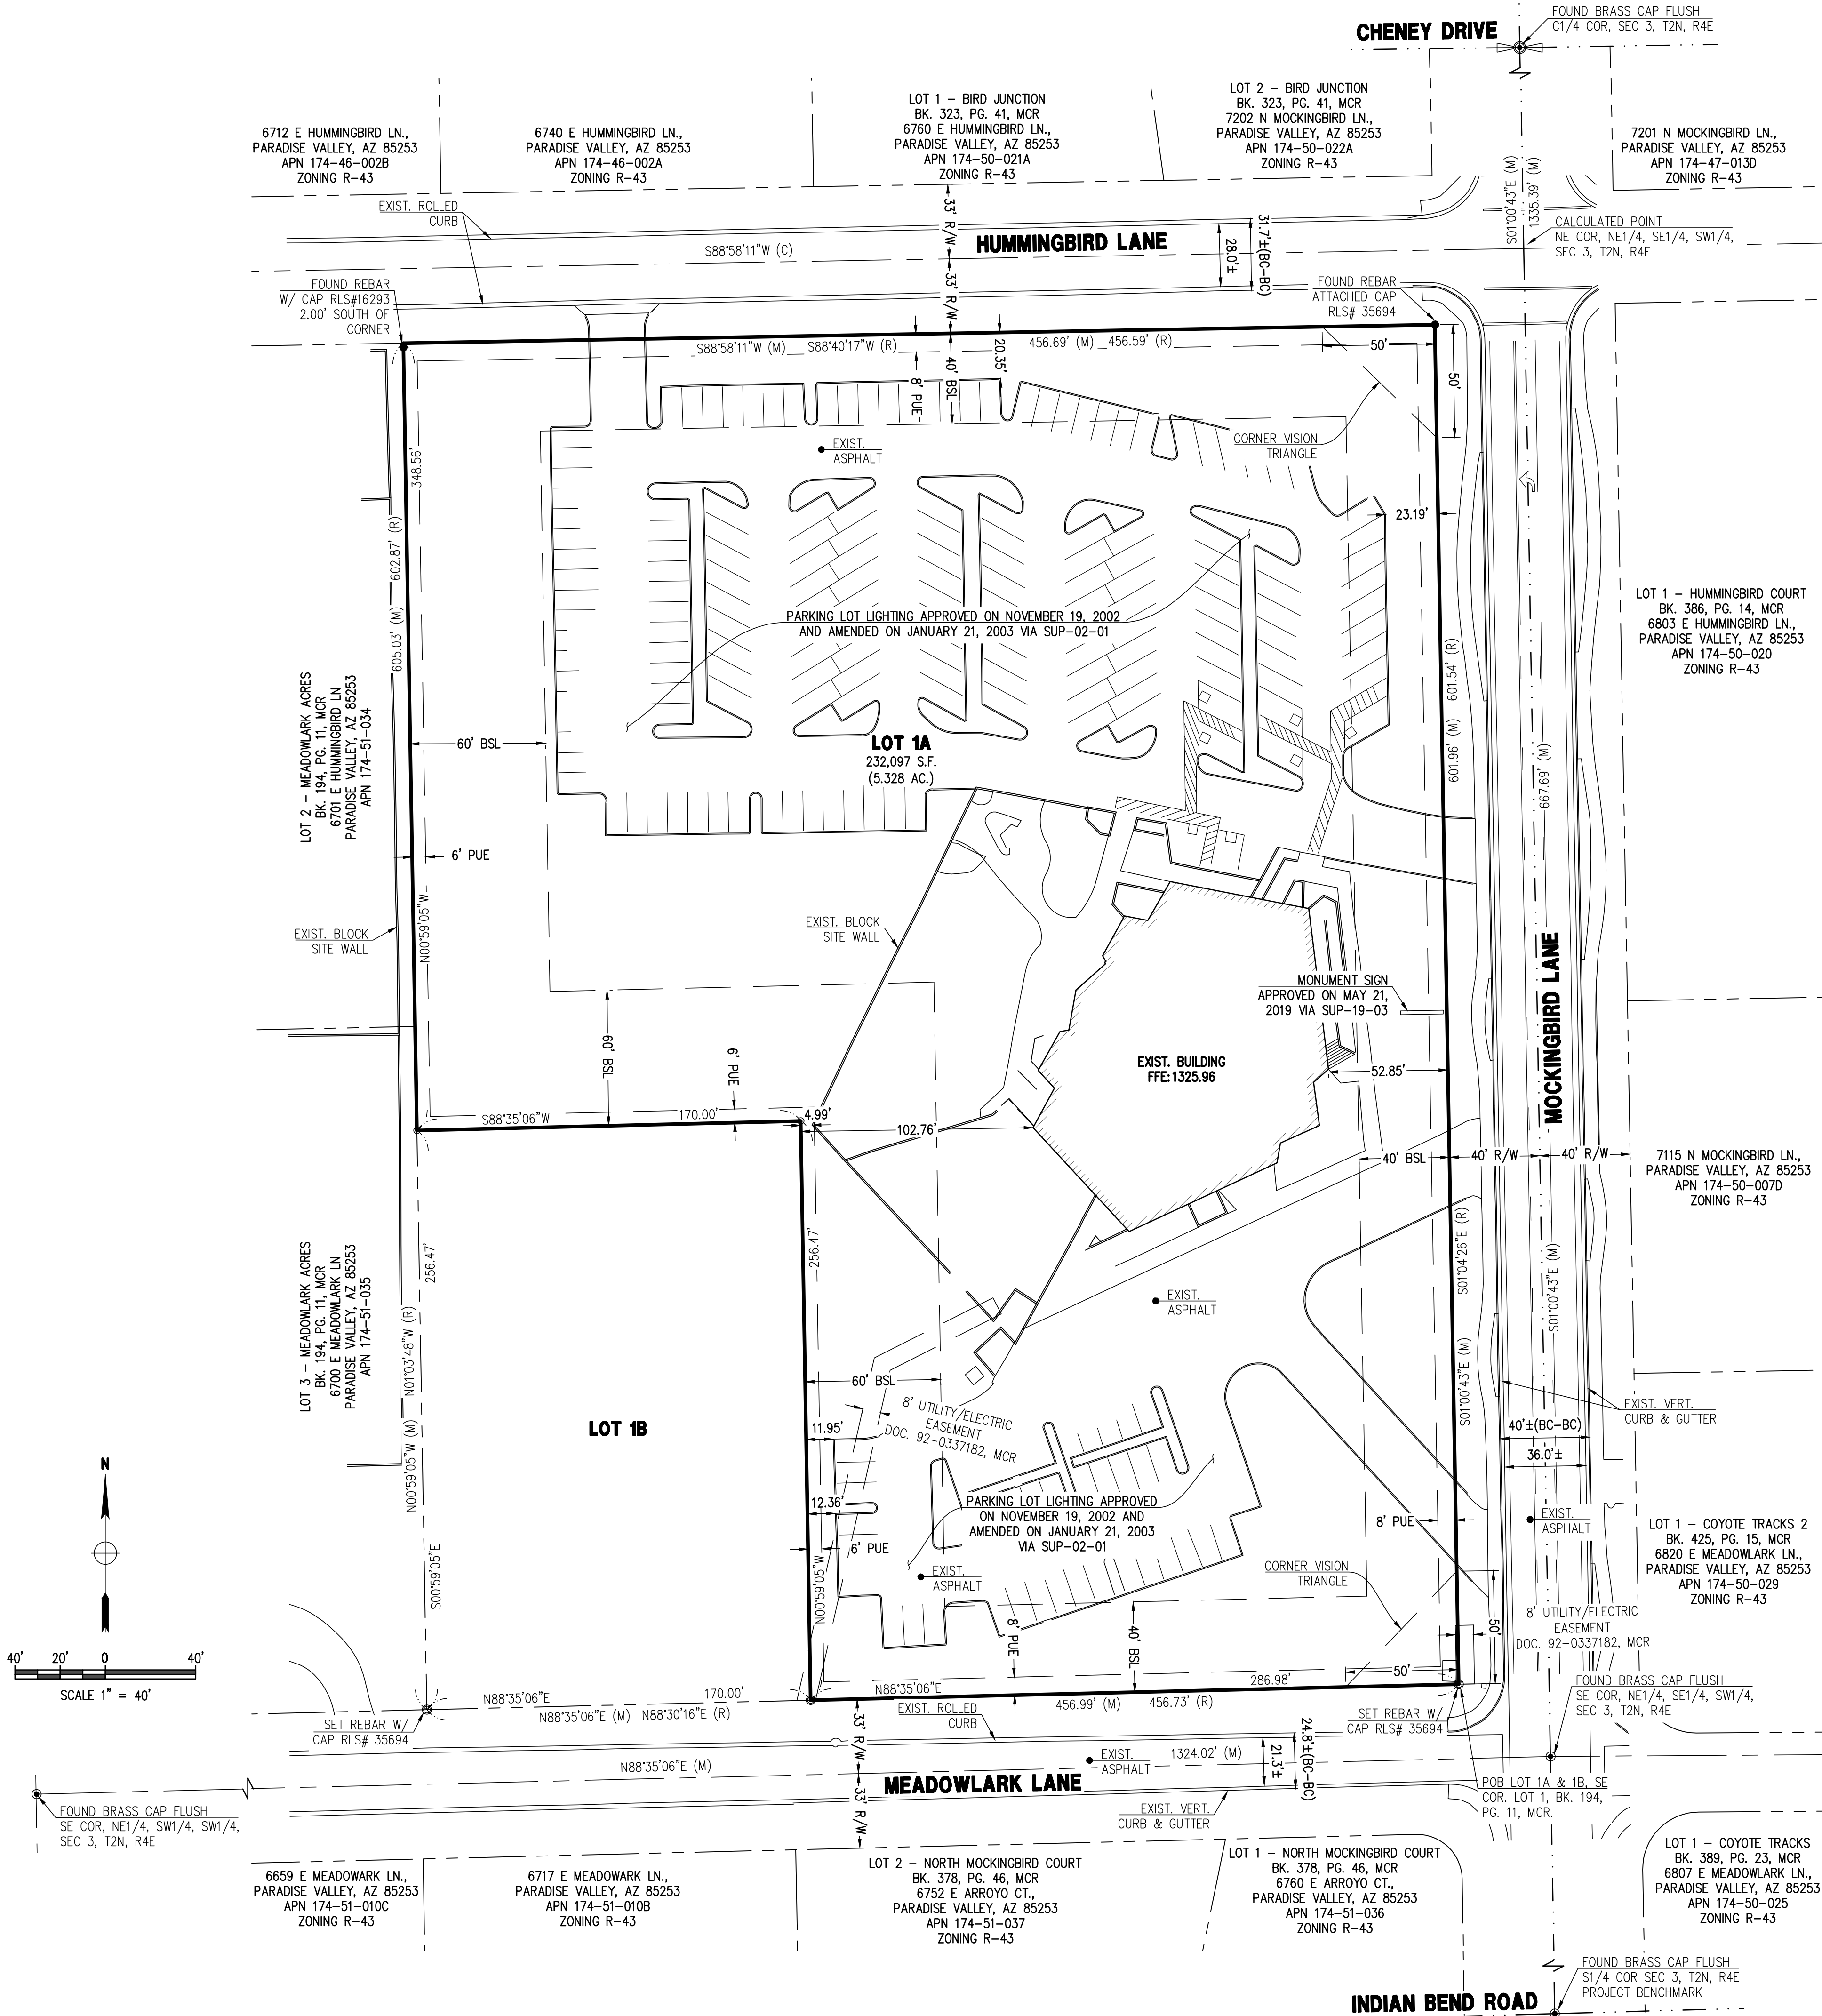 CHENEY DRIVE
FOUND BRASS CAP FLUSH
C1/4 COR, SEC 3, T2N, R4E
6712 E HUMMINGBIRD LN.,
PARADISE VALLEY, AZ 85253
APN 174-46-002B
ZONING R-43
6740 E HUMMINGBIRD LN.,
PARADISE VALLEY, AZ 85253
APN 174-46-002A
ZONING R-43
LOT 1 - BIRD JUNCTION
BK. 323, PG. 41, MCR
6760 E HUMMINGBIRD LN.,
PARADISE VALLEY, AZ 85253
APN 174-50-021A
ZONING R-43
LOT 2 - BIRD JUNCTION
BK. 323, PG. 41, MCR
7202 N MOCKINGBIRD LN.,
PARADISE VALLEY, AZ 85253
APN 174-50-022A
ZONING R-43
7201 N MOCKINGBIRD LN.,
PARADISE VALLEY, AZ 85253
APN 174-47-013D
ZONING R-43
S01°00'43"E (M)
1335.39' (M)
EXIST. ROLLED
CURB
33' R/W
33' R/W
HUMMINGBIRD LANE
S88°58'11"W (C)
28.0'±
31.7'±(BC-BC)
CALCULATED POINT
NE COR, NE1/4, SE1/4, SW1/4,
SEC 3, T2N, R4E
FOUND REBAR
W/ CAP RLS#16293
2.00' SOUTH OF
CORNER
FOUND REBAR
ATTACHED CAP
RLS# 35694
S88°58'11"W (M)
S88°40'17"W (R)
456.69' (M)
456.59' (R)
50'
50'
20.35'
8' PUE
40' BSL
EXIST.
ASPHALT
CORNER VISION
TRIANGLE
23.19'
348.56'
605.03' (M)
602.87' (R)
PARKING LOT LIGHTING APPROVED ON NOVEMBER 19, 2002
AND AMENDED ON JANUARY 21, 2003 VIA SUP-02-01
LOT 1 - HUMMINGBIRD COURT
BK. 386, PG. 14, MCR
6803 E HUMMINGBIRD LN.,
PARADISE VALLEY, AZ 85253
APN 174-50-020
ZONING R-43
601.96' (M)
601.54' (R)
667.69' (M)
LOT 2 - MEADOWLARK ACRES
BK. 194, PG. 11, MCR
6701 E HUMMINGBIRD LN
PARADISE VALLEY, AZ 85253
APN 174-51-034
60' BSL
LOT 1A
232,097 S.F.
(5.328 AC.)
6' PUE
EXIST. BLOCK
SITE WALL
N00°59'05"W
EXIST. BLOCK
SITE WALL
MONUMENT SIGN
APPROVED ON MAY 21,
2019 VIA SUP-19-03
MOCKINGBIRD LANE
EXIST. BUILDING
FFE:1325.96
52.85'
60' BSL
6' PUE
S88°35'06"W
170.00'
4.99'
102.76'
40' BSL
40' R/W
40' R/W
7115 N MOCKINGBIRD LN.,
PARADISE VALLEY, AZ 85253
APN 174-50-007D
ZONING R-43
LOT 3 - MEADOWLARK ACRES
BK. 194, PG. 11, MCR
6700 E MEADOWLARK LN
PARADISE VALLEY, AZ 85253
APN 174-51-035
256.47'
N00°59'05"W (M)
N01°03'48"W (R)
256.47'
S01°00'43"E (M)
S01°04'26"E (R)
S01°00'43"E (M)
EXIST.
ASPHALT
60' BSL
8' UTILITY/ELECTRIC
EASEMENT
DOC. 92-0337182, MCR
LOT 1B
11.95'
12.36'
EXIST. VERT.
CURB & GUTTER
40'±(BC-BC)
36.0'±
N
PARKING LOT LIGHTING APPROVED
ON NOVEMBER 19, 2002 AND
AMENDED ON JANUARY 21, 2003
VIA SUP-02-01
6' PUE
8' PUE
EXIST.
ASPHALT
EXIST.
ASPHALT
LOT 1 - COYOTE TRACKS 2
BK. 425, PG. 15, MCR
6820 E MEADOWLARK LN.,
PARADISE VALLEY, AZ 85253
APN 174-50-029
ZONING R-43
CORNER VISION
TRIANGLE
S00°59'05"E
N00°59'05"W
8' PUE
40' BSL
50'
50'
8' UTILITY/ELECTRIC
EASEMENT
DOC. 92-0337182, MCR
40' 20' 0 40'
SCALE 1" = 40'
FOUND BRASS CAP FLUSH
SE COR, NE1/4, SE1/4, SW1/4,
SEC 3, T2N, R4E
N88°35'06"E
170.00'
N88°35'06"E
286.98'
N88°35'06"E (M)
N88°30'16"E (R)
456.99' (M)
456.73' (R)
SET REBAR W/
CAP RLS# 35694
EXIST. ROLLED
CURB
SET REBAR W/
CAP RLS# 35694
33' R/W
33' R/W
N88°35'06"E (M)
MEADOWLARK LANE
EXIST.
ASPHALT
1324.02' (M)
21.3'±
24.8'±(BC-BC)
POB LOT 1A & 1B, SE
COR. LOT 1, BK. 194,
PG. 11, MCR.
FOUND BRASS CAP FLUSH
SE COR, NE1/4, SW1/4, SW1/4,
SEC 3, T2N, R4E
EXIST. VERT.
CURB & GUTTER
6659 E MEADOWARK LN.,
PARADISE VALLEY, AZ 85253
APN 174-51-010C
ZONING R-43
6717 E MEADOWARK LN.,
PARADISE VALLEY, AZ 85253
APN 174-51-010B
ZONING R-43
LOT 2 - NORTH MOCKINGBIRD COURT
BK. 378, PG. 46, MCR
6752 E ARROYO CT.,
PARADISE VALLEY, AZ 85253
APN 174-51-037
ZONING R-43
LOT 1 - NORTH MOCKINGBIRD COURT
BK. 378, PG. 46, MCR
6760 E ARROYO CT.,
PARADISE VALLEY, AZ 85253
APN 174-51-036
ZONING R-43
LOT 1 - COYOTE TRACKS
BK. 389, PG. 23, MCR
6807 E MEADOWLARK LN.,
PARADISE VALLEY, AZ 85253
APN 174-50-025
ZONING R-43
FOUND BRASS CAP FLUSH
S1/4 COR SEC 3, T2N, R4E
PROJECT BENCHMARK
INDIAN BEND ROAD